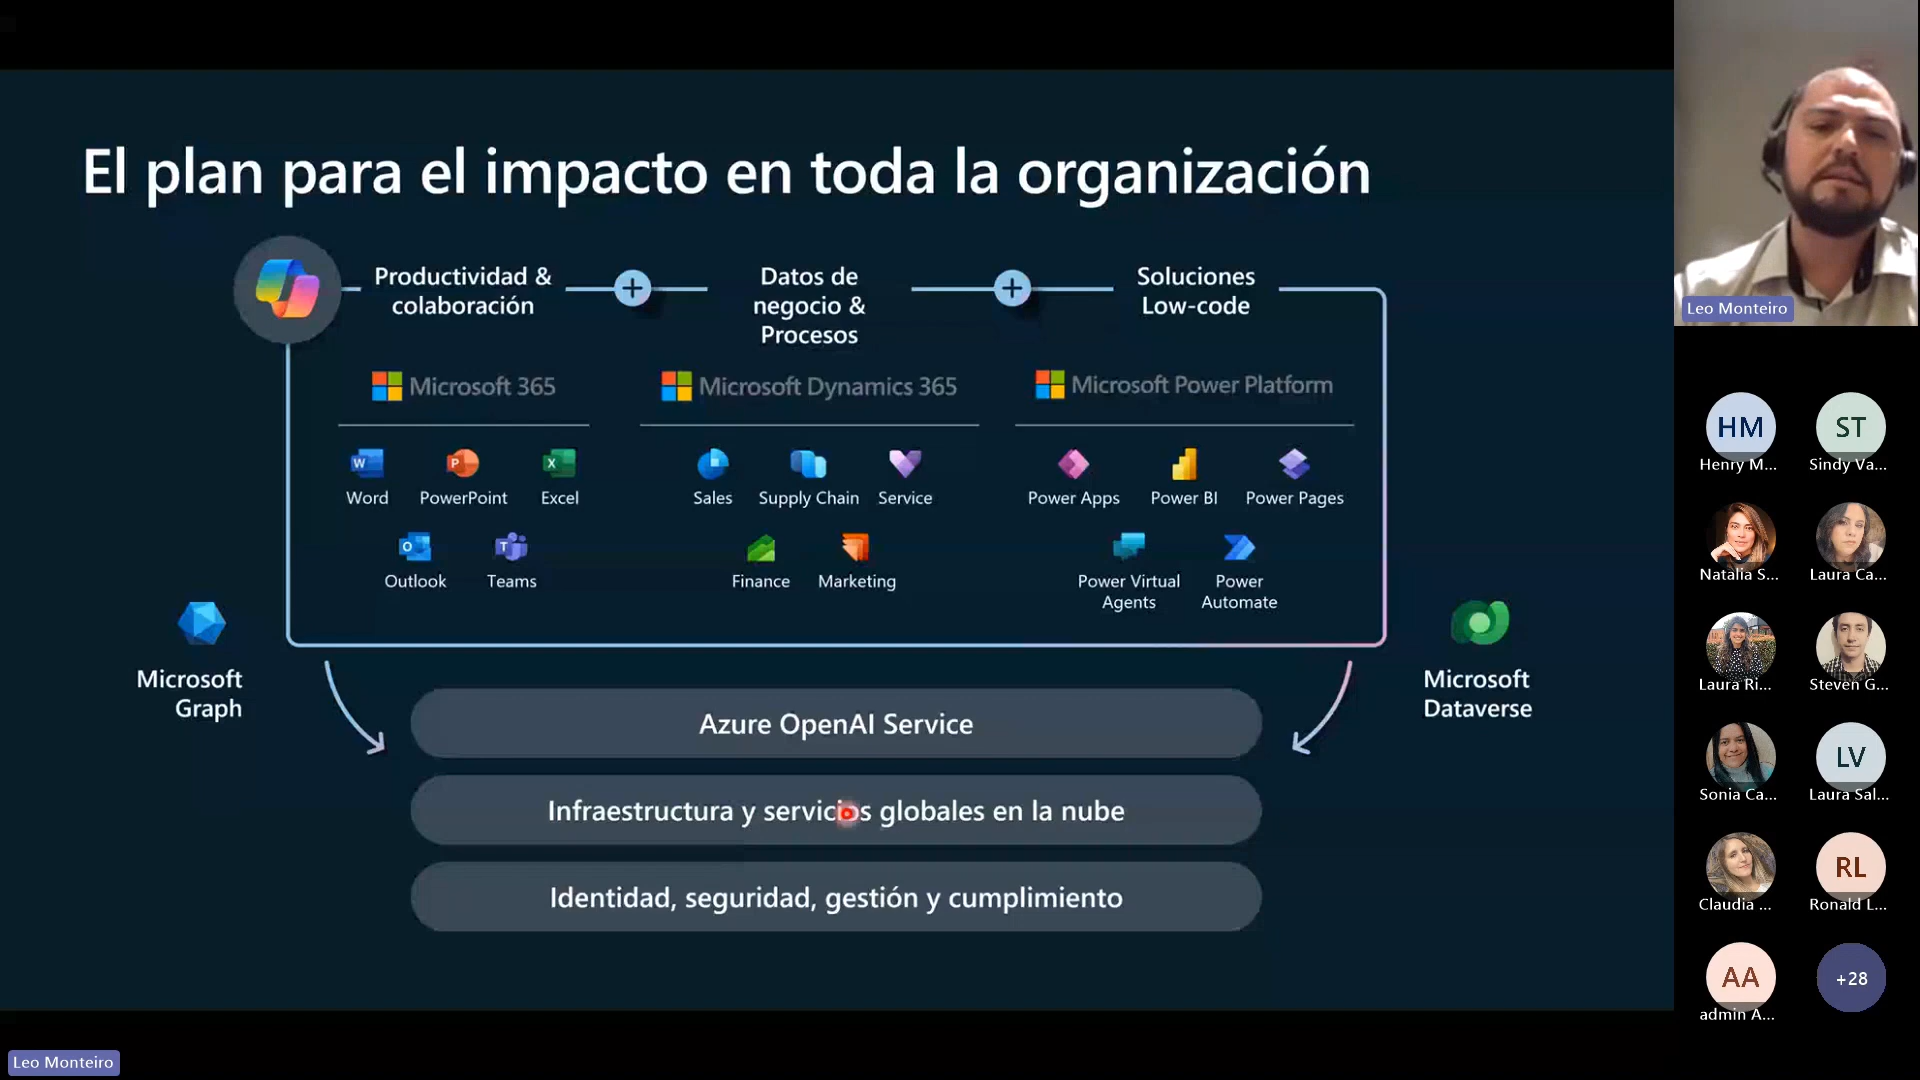 El plan para el impacto en toda la organización
Productividad &
colaboración
Datos de
negocio &
Procesos
Soluciones
Low-code
Microsoft 365
Microsoft Dynamics 365
Microsoft Power Platform
W
P
X
Word
PowerPoint
Excel
Sales
Supply Chain
Service
Power Apps
Power BI
Power Pages
O
T
Outlook
Teams
Finance
Marketing
Power Virtual
Agents
Power
Automate
Microsoft
Graph
Microsoft
Dataverse
Azure OpenAI Service
Infraestructura y servicios globales en la nube
Identidad, seguridad, gestión y cumplimiento
Leo Monteiro
Leo Monteiro
HM
Henry M...
ST
Sindy Va...
Natalia S...
Laura Ca...
Laura Ri...
Steven G...
Sonia Ca...
LV
Laura Sal...
Claudia ...
RL
Ronald L...
AA
admin A...
+28